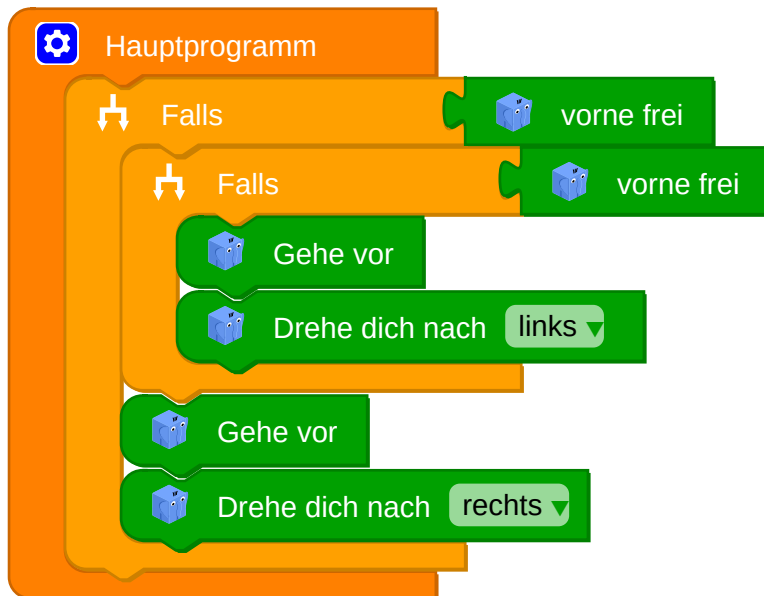 Hauptprogramm
Falls vorne frei
Falls vorne frei
Gehe vor
Drehe dich nach links
Gehe vor
Drehe dich nach rechts